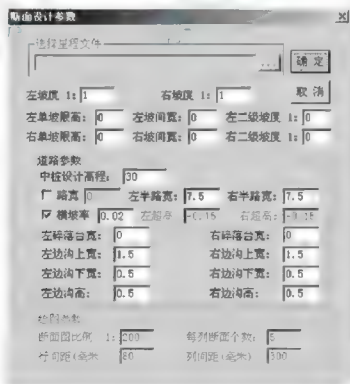 断面设计参数
选择里程文件
... 确 定
左坡度 1: 1 右坡度 1: 1 取 消
左单坡限高: 0 左坡间宽: 0 左二级坡度 1: 0
右单坡限高: 0 右坡间宽: 0 右二级坡度 1: 0
道路参数
中桩设计高程: 30
路宽 0 左半路宽: 7.5 右半路宽: 7.5
横坡率 0.02 左超高 -0.15 右超高: -0.15
左碎落台宽: 0 右碎落台宽: 0
左边沟上宽: 1.5 右边沟上宽: 1.5
左边沟下宽: 0.5 右边沟下宽: 0.5
左边沟高: 0.5 右边沟高: 0.5
绘图参数
断面图比例 1: 200 每列断面个数: 5
行间距(毫米 80 列间距(毫米) 300